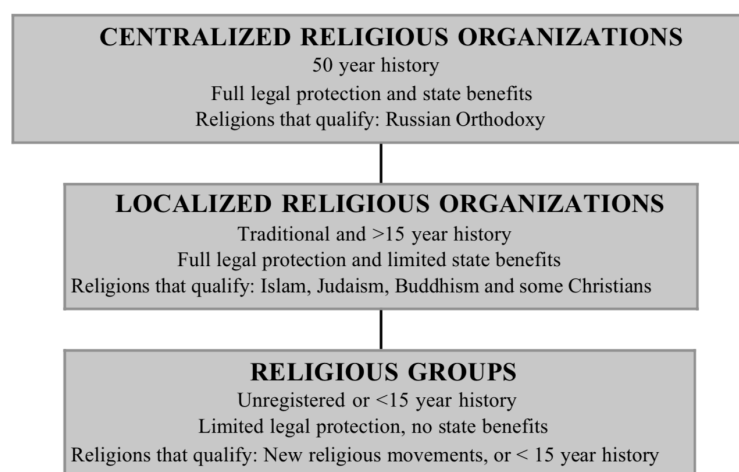 CENTRALIZED RELIGIOUS ORGANIZATIONS
50 year history
Full legal protection and state benefits
Religions that qualify: Russian Orthodoxy
LOCALIZED RELIGIOUS ORGANIZATIONS
Traditional and >15 year history
Full legal protection and limited state benefits
Religions that qualify: Islam, Judaism, Buddhism and some Christians
RELIGIOUS GROUPS
Unregistered or <15 year history
Limited legal protection, no state benefits
Religions that qualify: New religious movements, or < 15 year history